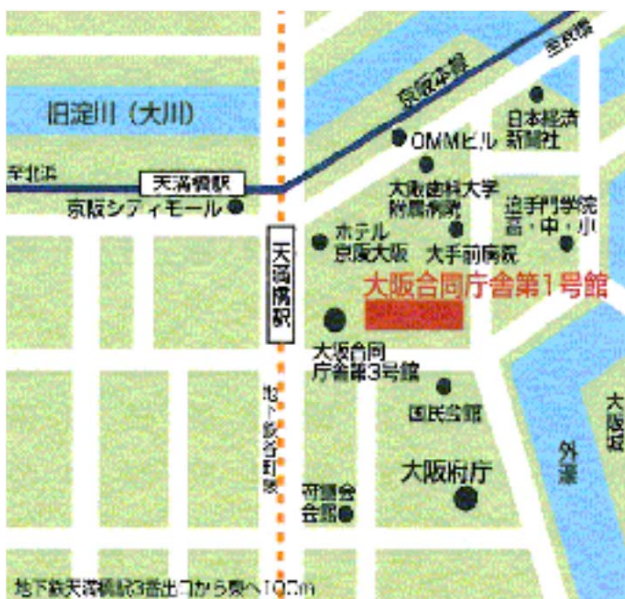 至京橋
京阪本線
旧淀川（大川）
日本経済
新聞社
OMMビル
至北浜
天満橋駅
大阪歯科大学
附属病院
京阪シティモール
追手門学院
高・中・小
ホテル
京阪大阪
大手前病院
天満橋駅
大阪合同庁舎第1号館
大阪合同
庁舎第3号館
地下鉄谷町線
国民会館
大阪城
外濠
大阪府庁
会館
地下鉄天満橋駅3番出口から東へ100m